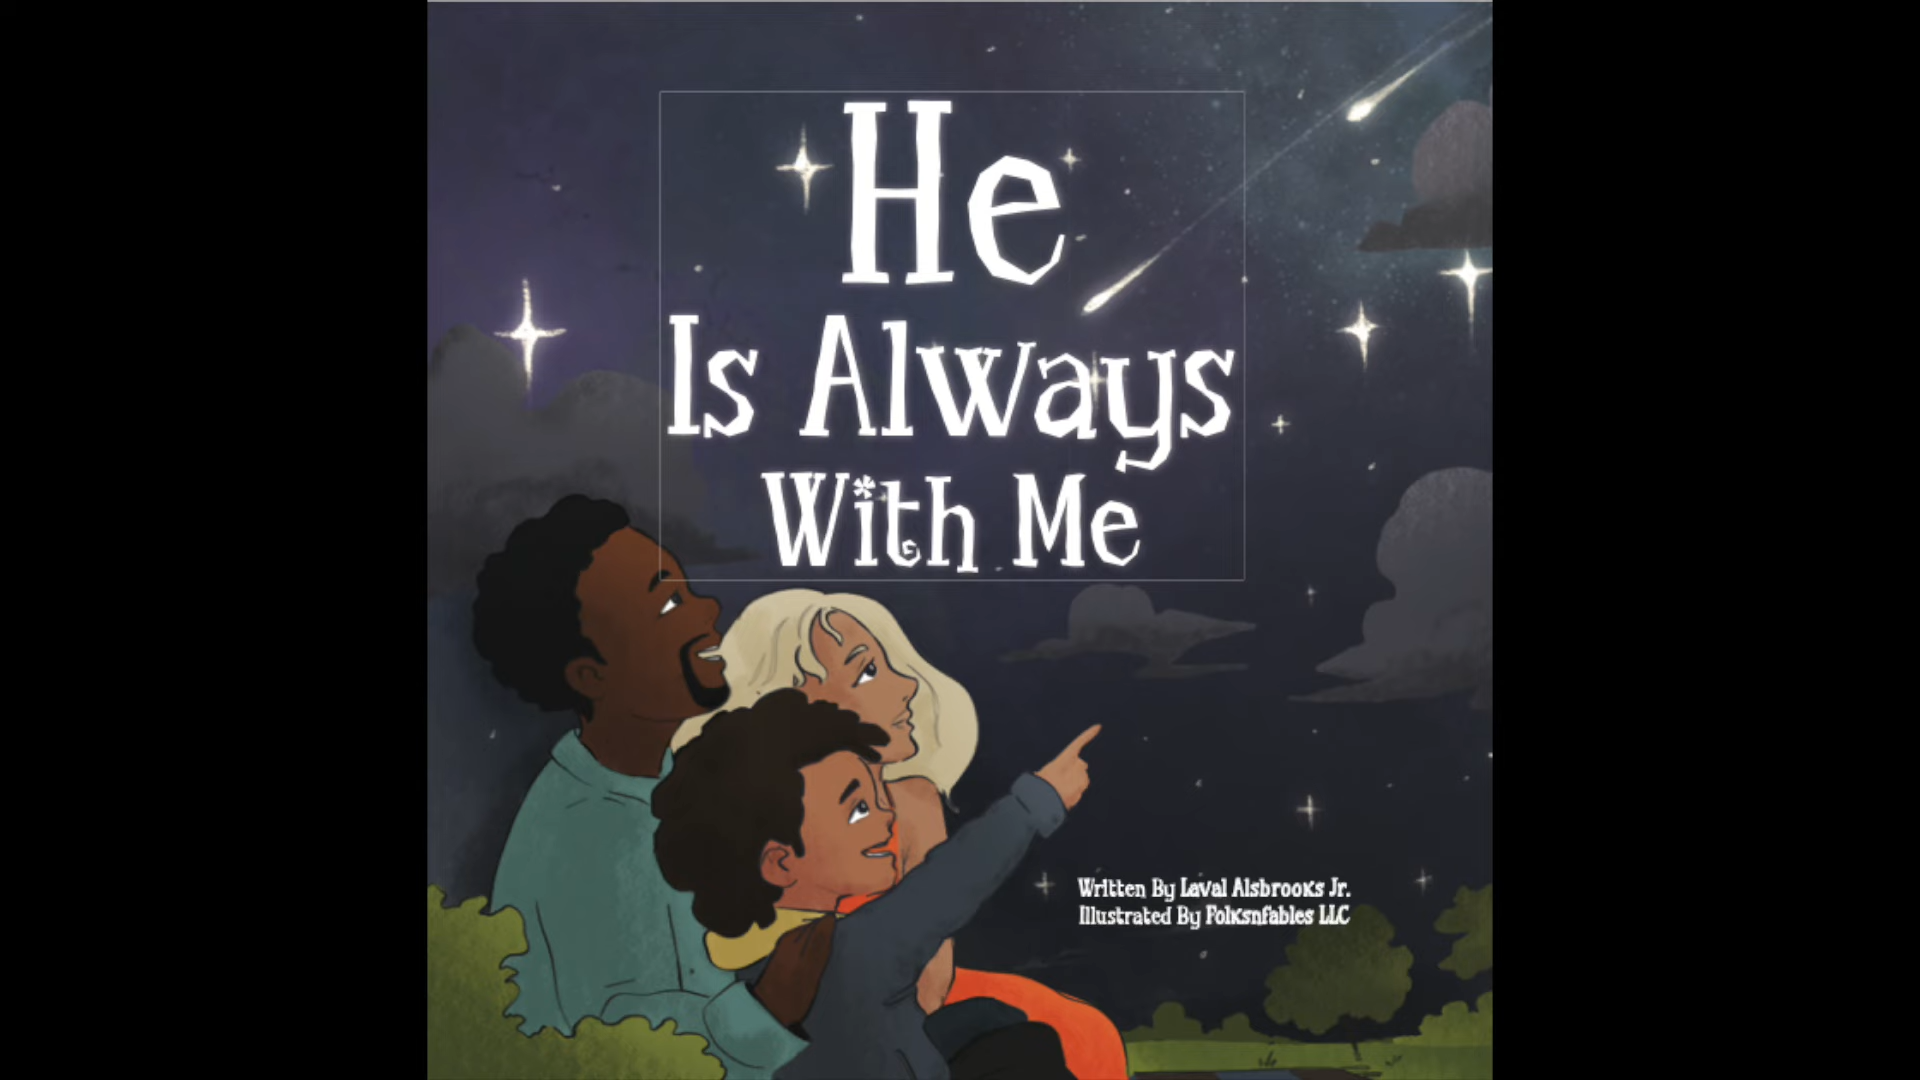 He
Is Always
With Me
Written By Laval Alsbrooks Jr.
Illustrated By Folksnfables LLC